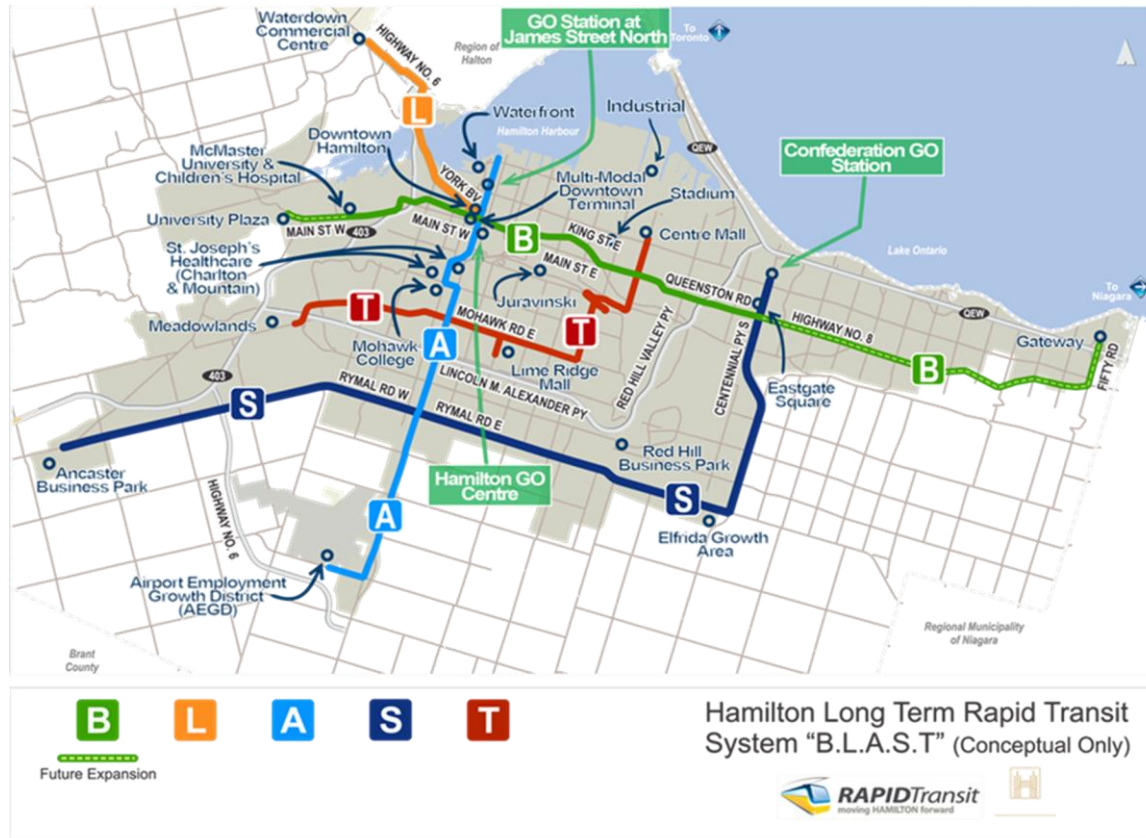 Waterdown
Commercial
Centre
HIGHWAY NO. 6
Region of
Halton
GO Station at
James Street North
To
Toronto
L
Waterfront
Industrial
Hamilton Harbour
QEW
Downtown
Hamilton
McMaster
University &
Children's Hospital
YORK BV
Multi-Modal
Downtown
Terminal
Stadium
Confederation GO
Station
University Plaza
MAIN ST W
403
MAIN ST W
B
KING ST E
Centre Mall
Lake Ontario
St. Joseph's
Healthcare
(Charlton
& Mountain)
MAIN ST E
Juravinski
QUEENSTON RD
To
Niagara
HIGHWAY NO. 8
QEW
Meadowlands
T
MOHAWK RD E
T
Mohawk
College
A
Lime Ridge
Mall
RED HILL VALLEY PY
CENTENNIAL PY S
Gateway
FIFTY RD
B
403
LINCOLN M. ALEXANDER PY
Eastgate
Square
S
RYMAL RD W
RYMAL RD E
Red Hill
Business Park
Ancaster
Business Park
HIGHWAY NO. 6
Hamilton GO
Centre
S
A
Elfrida Growth
Area
Airport Employment
Growth District
(AEGD)
Brant
County
Regional Municipality
of Niagara
B
L
A
S
T
Future Expansion
Hamilton Long Term Rapid Transit
System “B.L.A.S.T” (Conceptual Only)
RAPIDTransit
moving HAMILTON forward